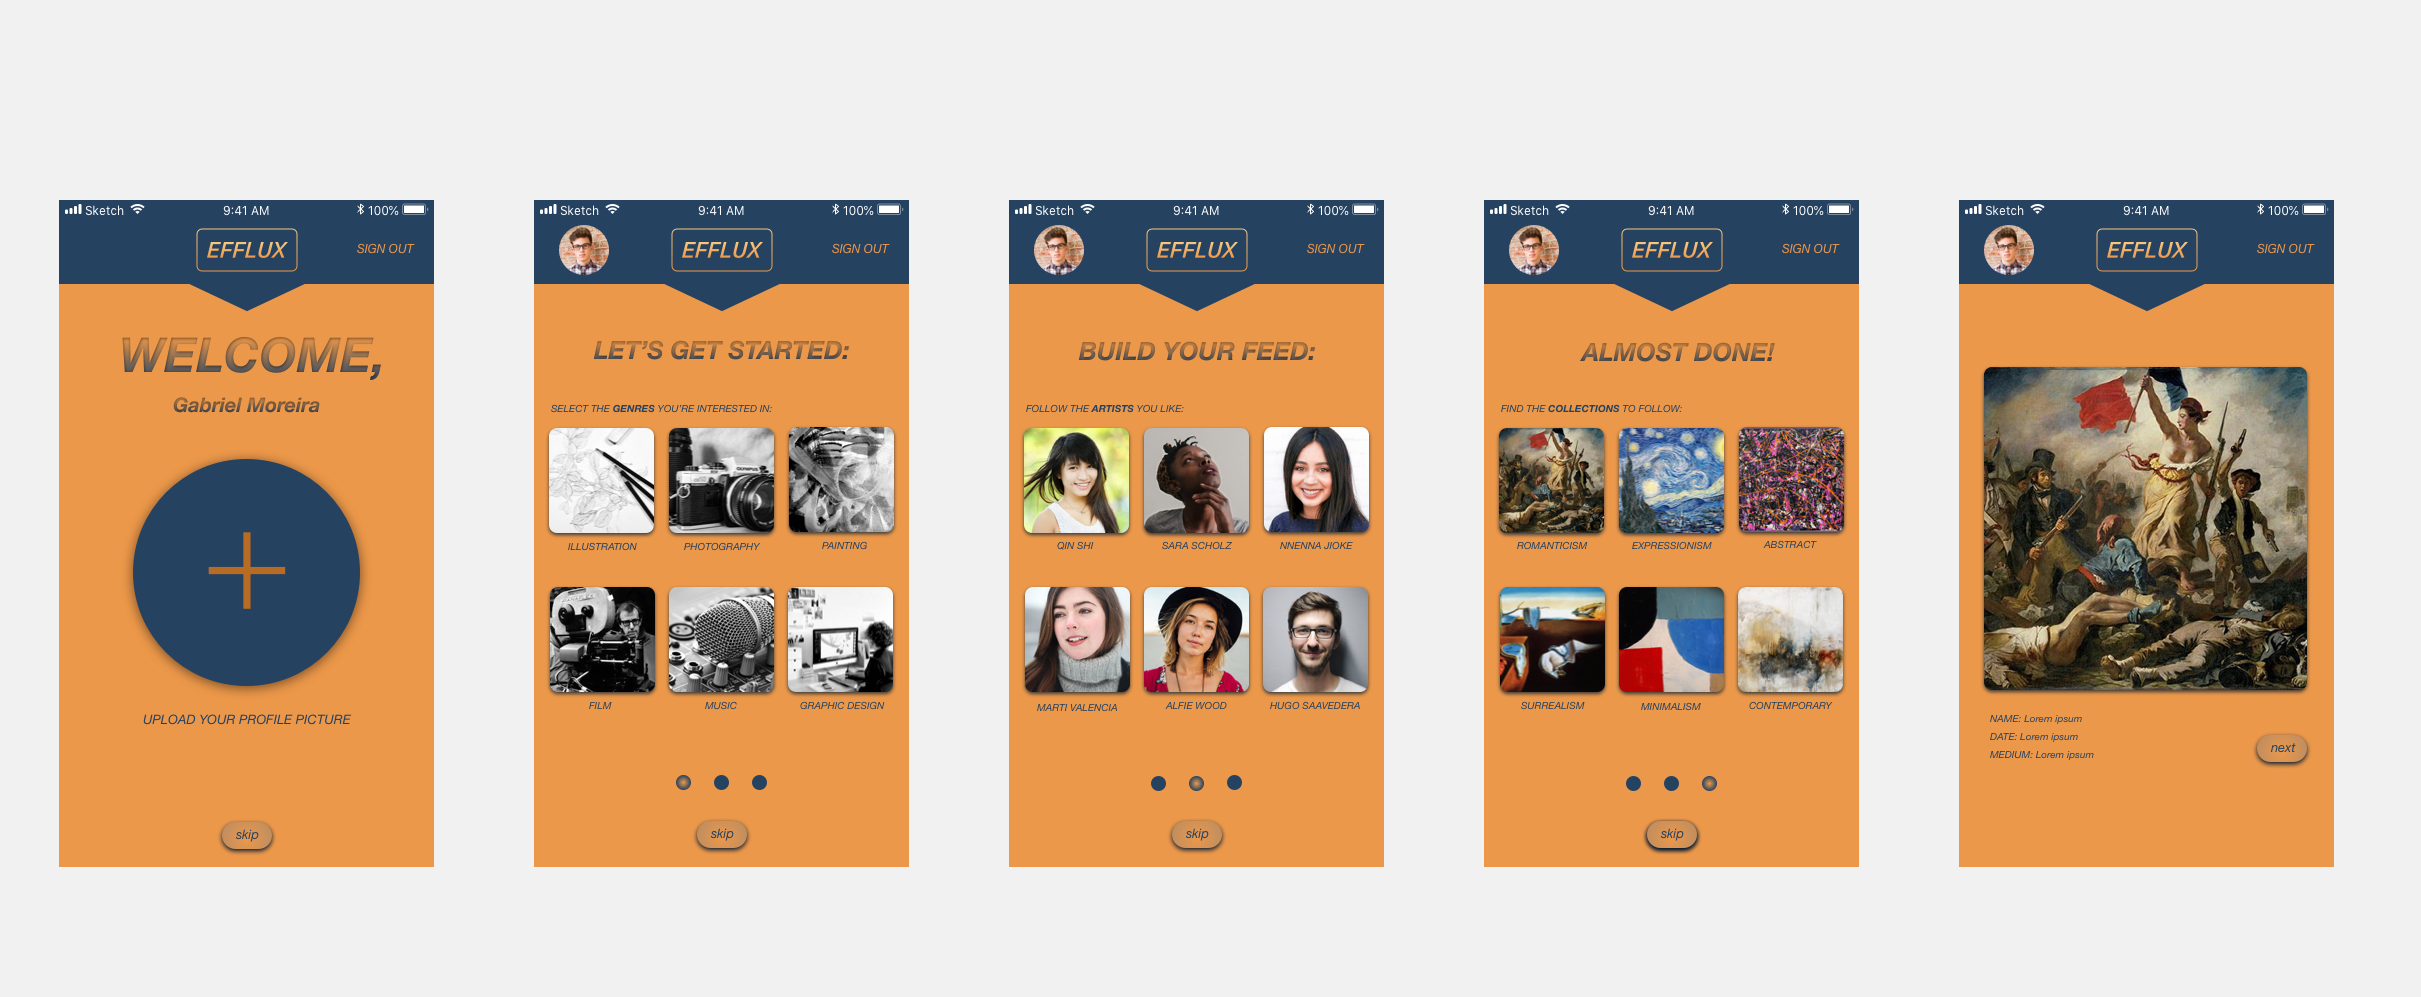 Sketch 9:41 AM 100%
EFFLUX
SIGN OUT
WELCOME,
Gabriel Moreira
UPLOAD YOUR PROFILE PICTURE
skip
Sketch 9:41 AM 100%
EFFLUX
SIGN OUT
LET'S GET STARTED:
SELECT THE GENRES YOU'RE INTERESTED IN:
ILLUSTRATION PHOTOGRAPHY PAINTING
FILM MUSIC GRAPHIC DESIGN
skip
Sketch 9:41 AM 100%
EFFLUX
SIGN OUT
BUILD YOUR FEED:
FOLLOW THE ARTISTS YOU LIKE:
QIN SHI SARA SCHOLZ NNENNA JIOKE
MARTI VALENCIA ALFIE WOOD HUGO SAAVEDERA
skip
Sketch 9:41 AM 100%
EFFLUX
SIGN OUT
ALMOST DONE!
FIND THE COLLECTIONS TO FOLLOW:
ROMANTICISM EXPRESSIONISM ABSTRACT
SURREALISM MINIMALISM CONTEMPORARY
skip
Sketch 9:41 AM 100%
EFFLUX
SIGN OUT
NAME: Lorem ipsum
DATE: Lorem ipsum
MEDIUM: Lorem ipsum
next